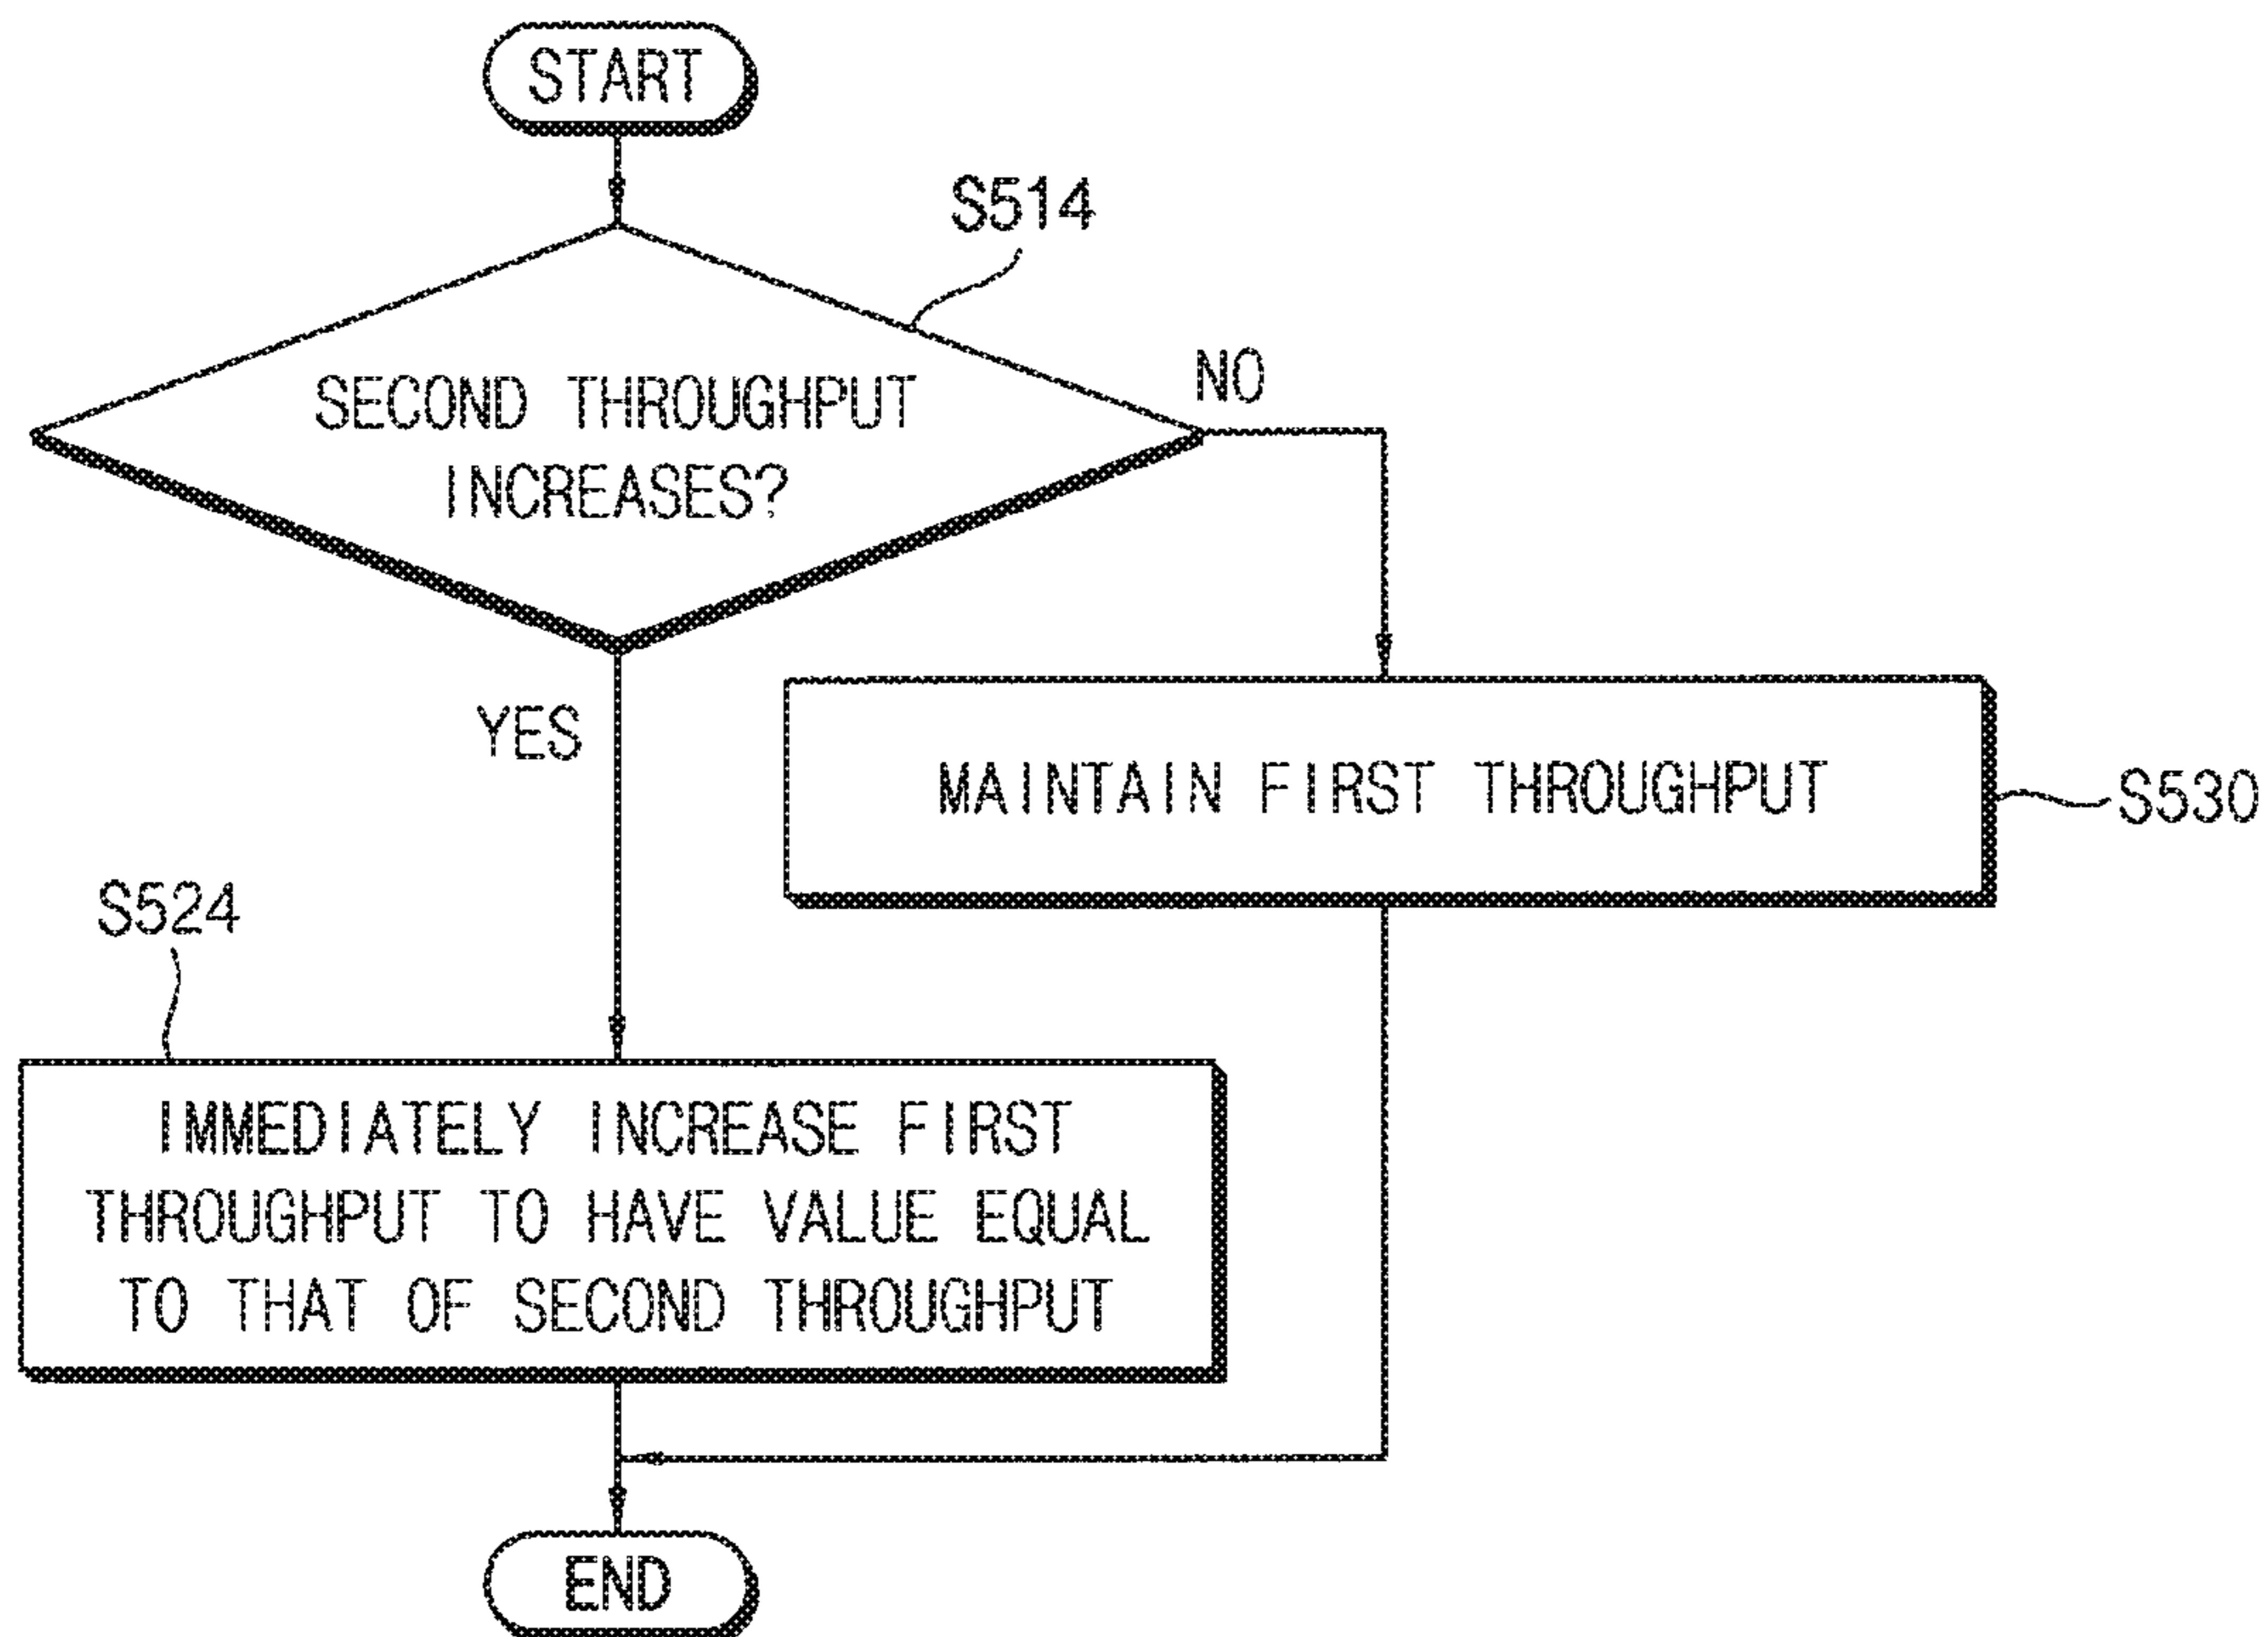 START
S514
SECOND THROUGHPUT
INCREASES?
NO
YES
MAINTAIN FIRST THROUGHPUT
S530
S524
IMMEDIATELY INCREASE FIRST
THROUGHPUT TO HAVE VALUE EQUAL
TO THAT OF SECOND THROUGHPUT
END